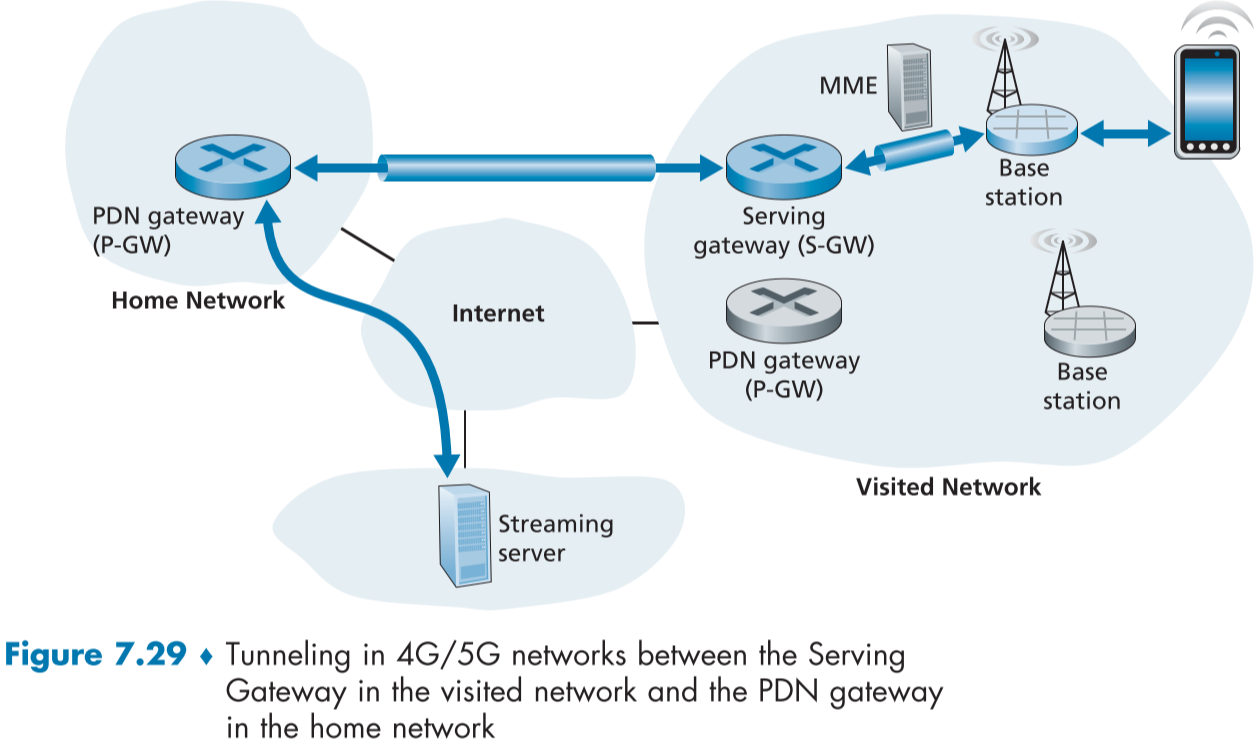 MME
Base
station
PDN gateway
(P-GW)
Serving
gateway (S-GW)
Home Network
Internet
PDN gateway
(P-GW)
Base
station
Visited Network
Streaming
server
Figure 7.29 ♦ Tunneling in 4G/5G networks between the Serving
Gateway in the visited network and the PDN gateway
in the home network